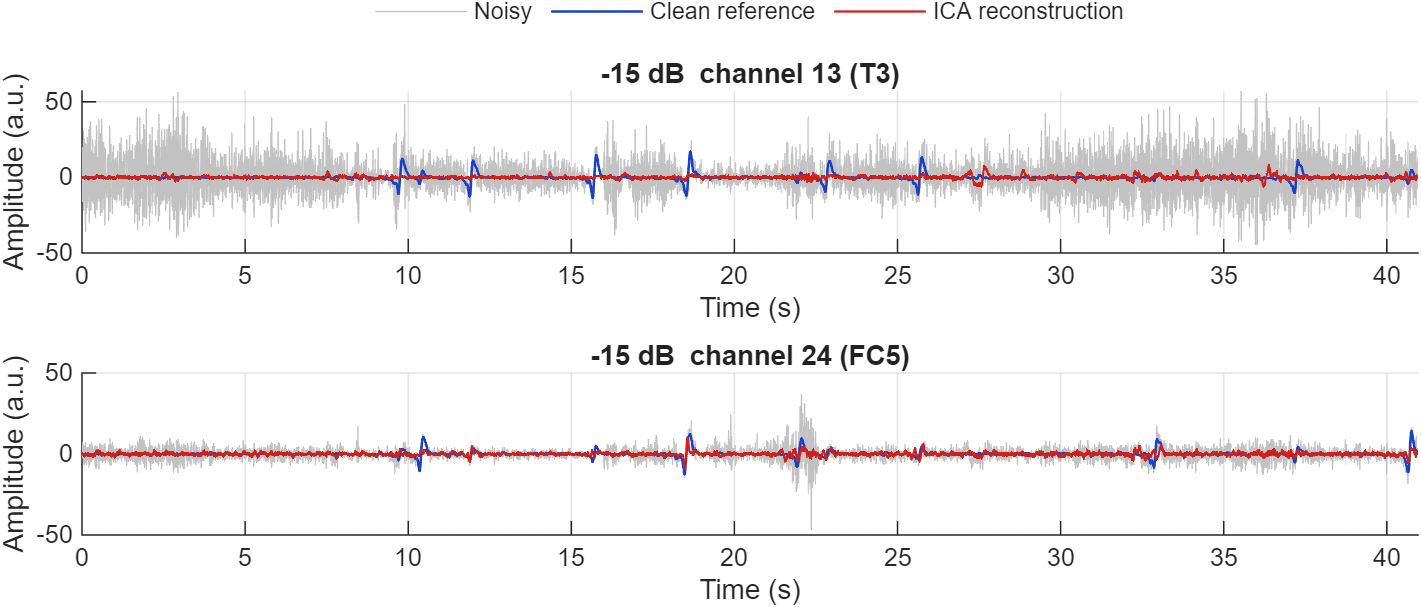 Noisy Clean reference ICA reconstruction
-15 dB channel 13 (T3)
Amplitude (a.u.)
50
0
-50
0 5 10 15 20 25 30 35 40
Time (s)
-15 dB channel 24 (FC5)
Amplitude (a.u.)
50
0
-50
0 5 10 15 20 25 30 35 40
Time (s)